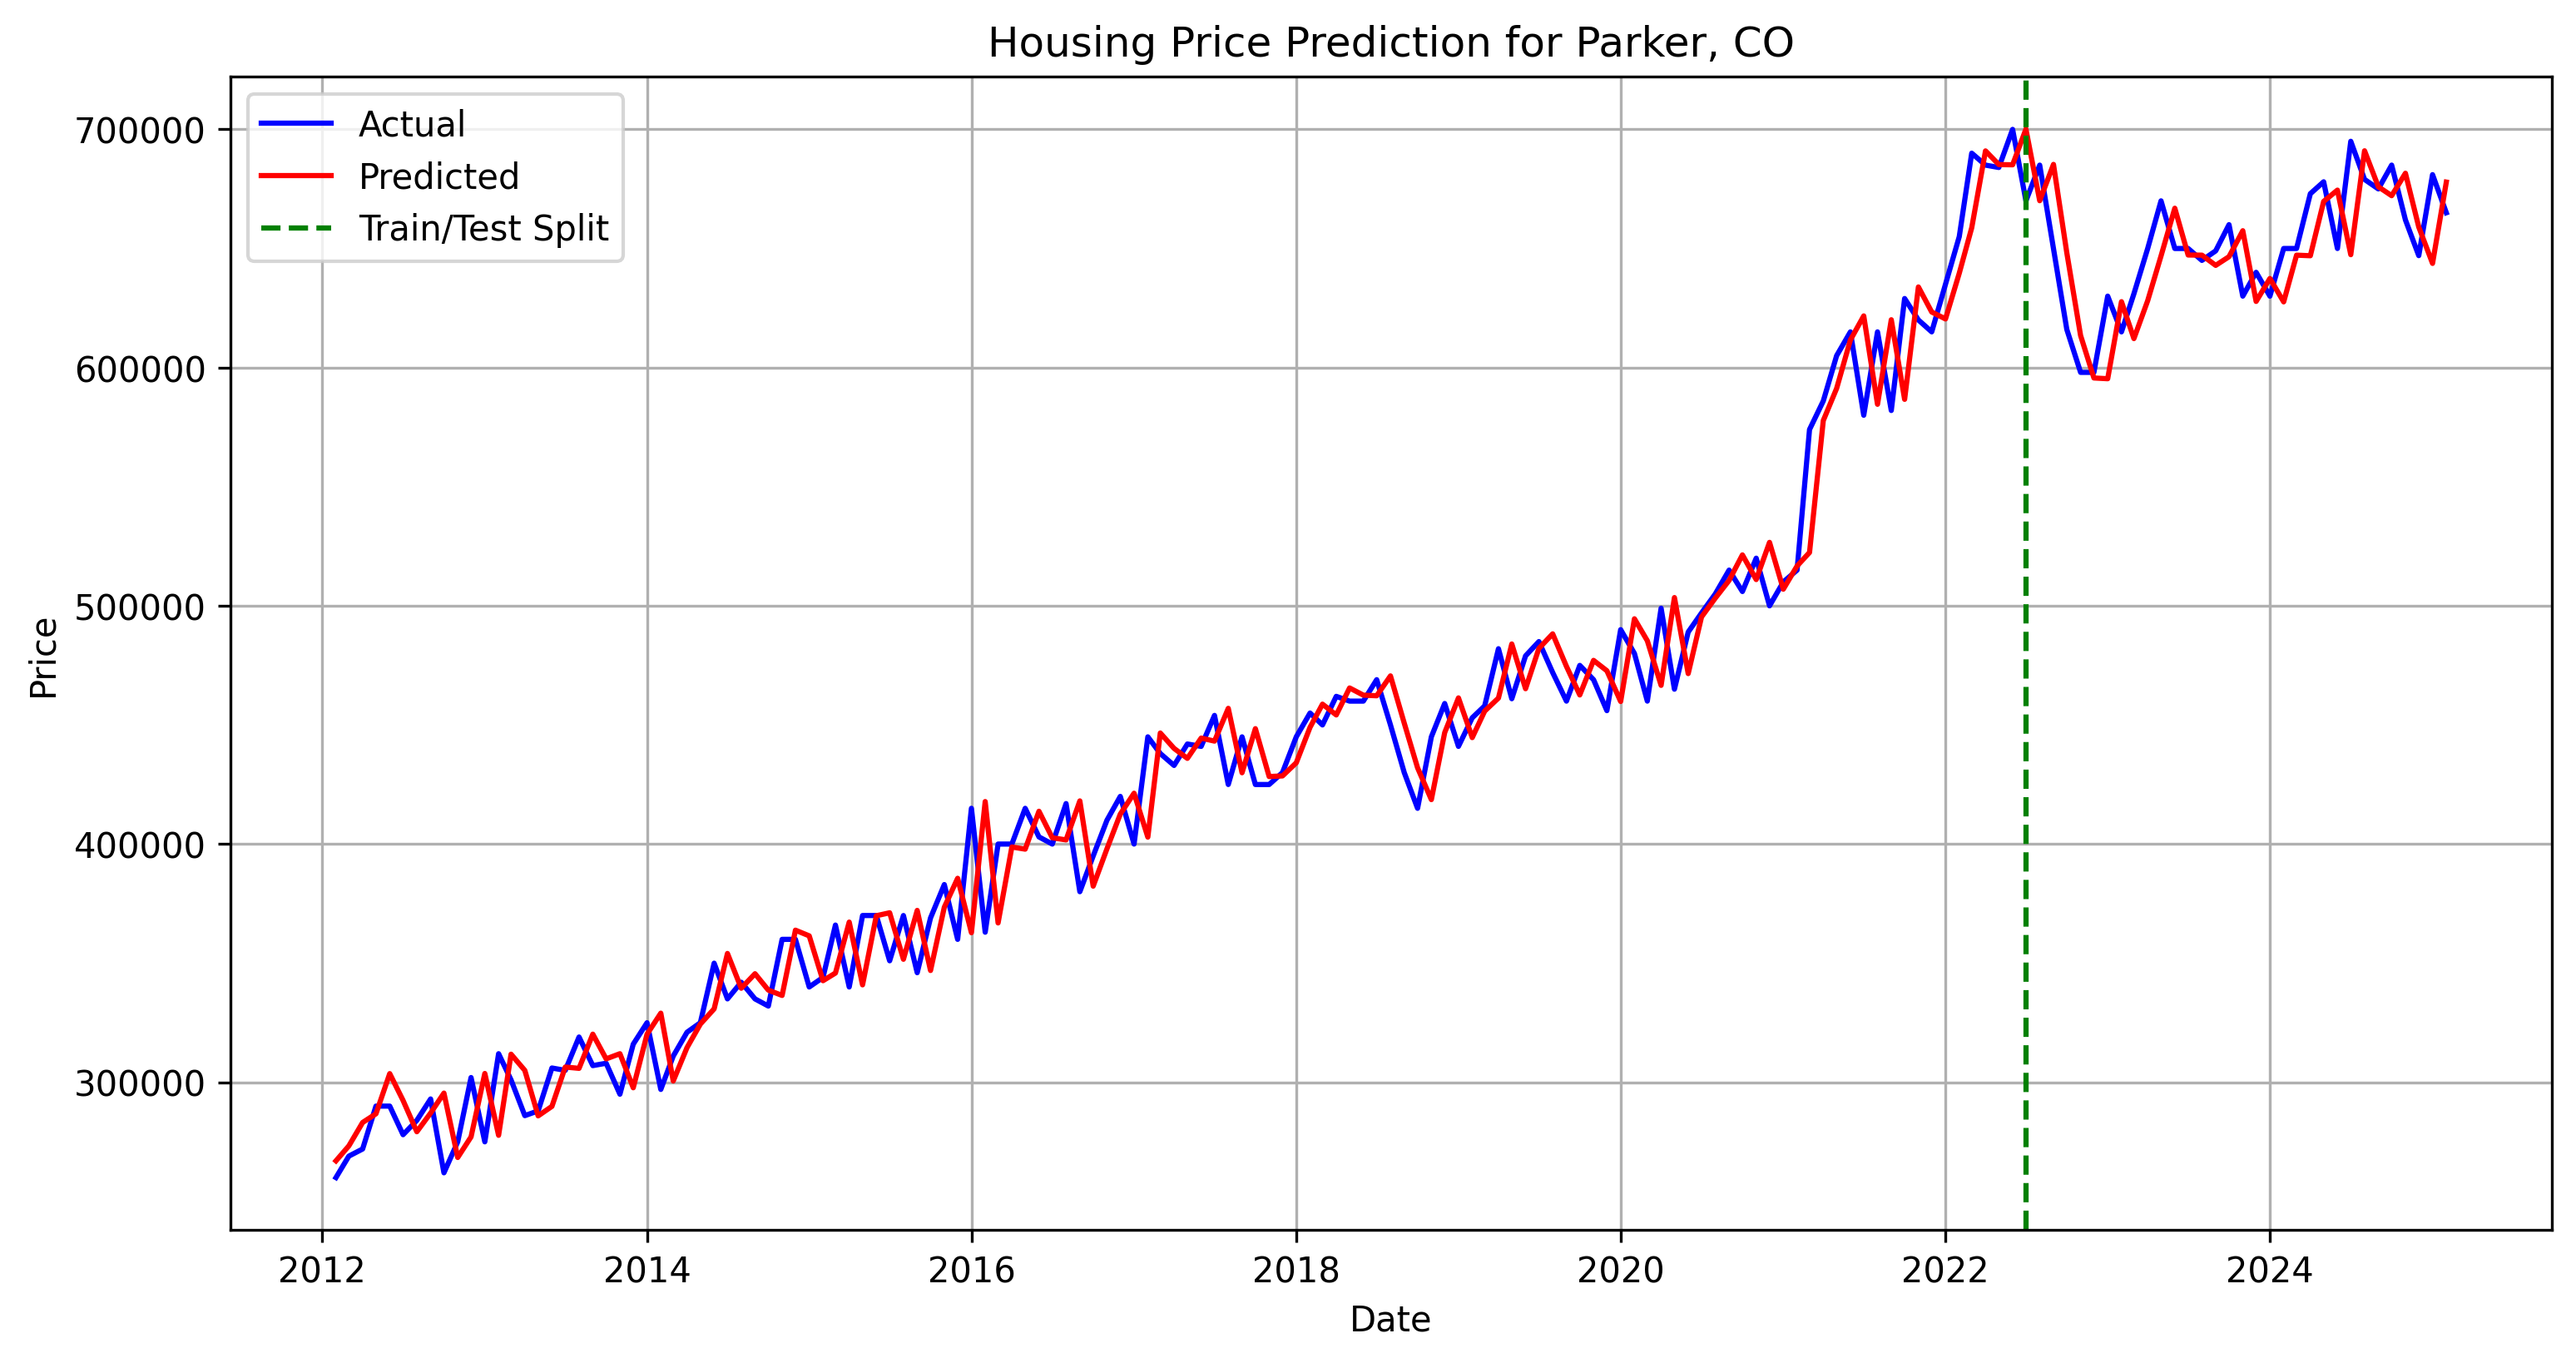 Housing Price Prediction for Parker, CO
Actual
Predicted
Train/Test Split
700000
600000
500000
400000
300000
Price
2012 2014 2016 2018 2020 2022 2024
Date